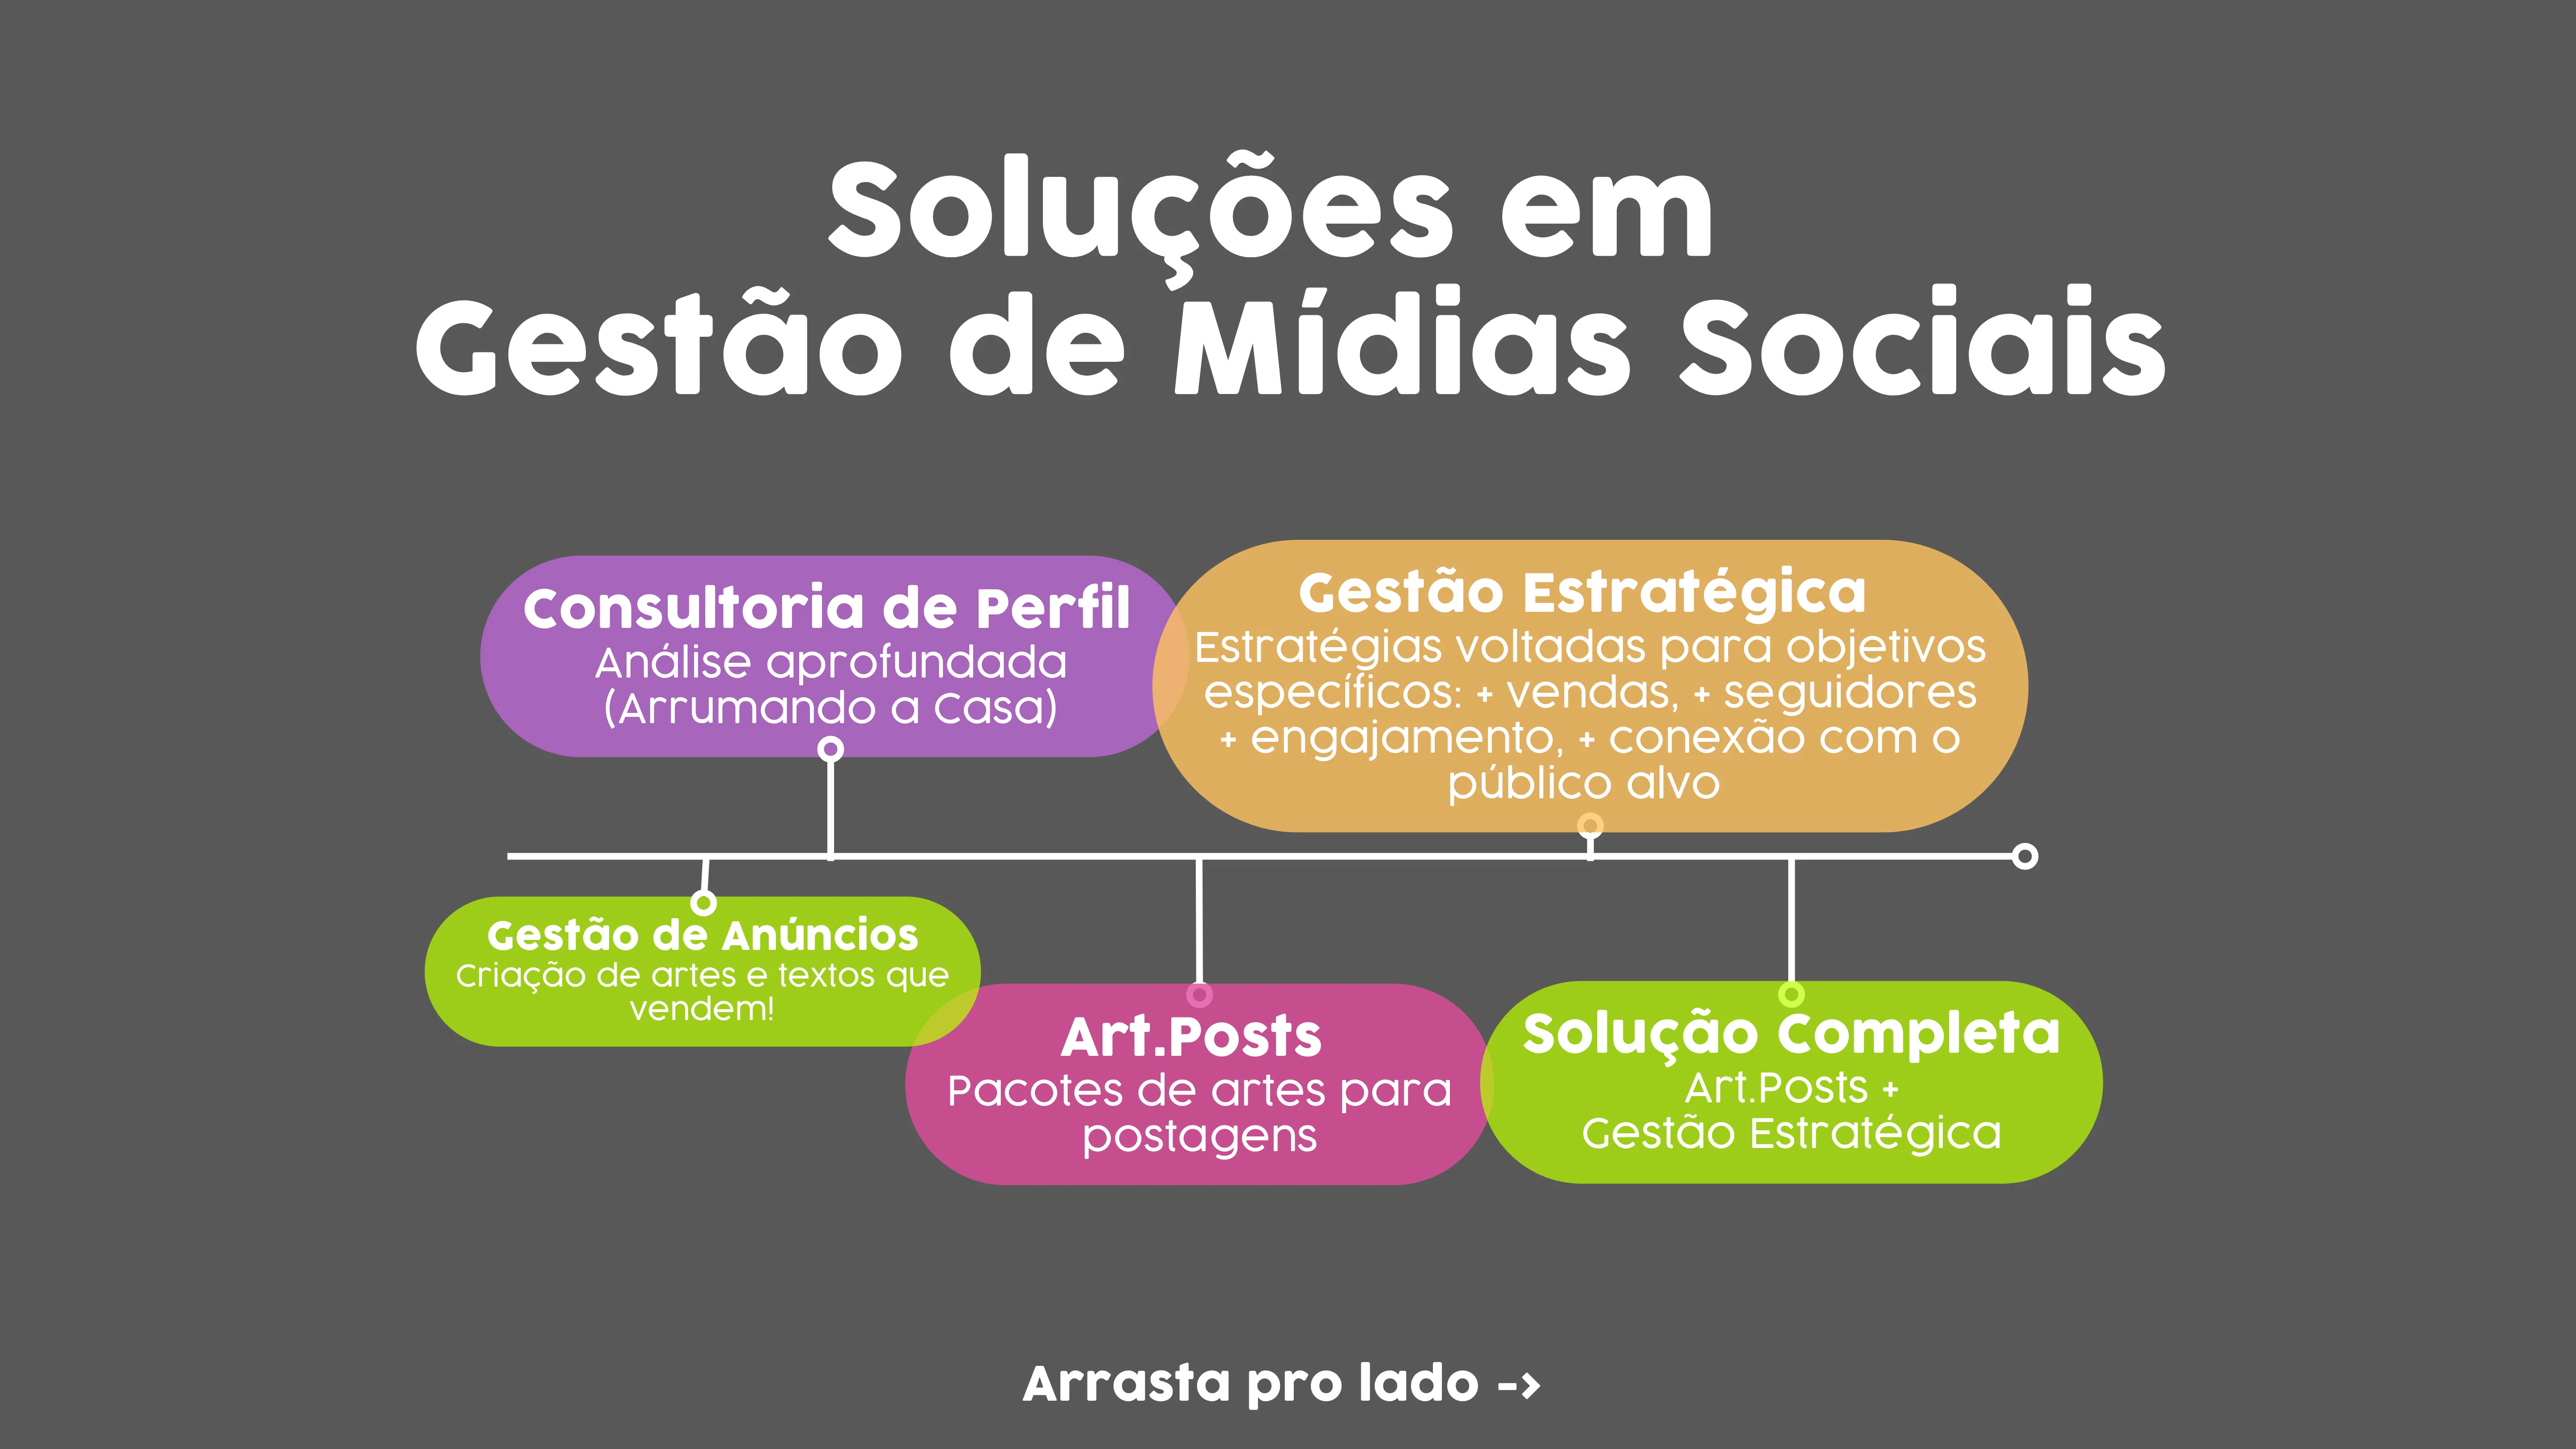 Soluções em
Gestão de Mídias Sociais
Consultoria de Perfil
Análise aprofundada
(Arrumando a Casa)
Gestão Estratégica
Estratégias voltadas para objetivos
específicos: + vendas, + seguidores
+ engajamento, + conexão com o
público alvo
Gestão de Anúncios
Criação de artes e textos que
vendem!
Art.Posts
Pacotes de artes para
postagens
Solução Completa
Art.Posts +
Gestão Estratégica
Arrasta pro lado ->